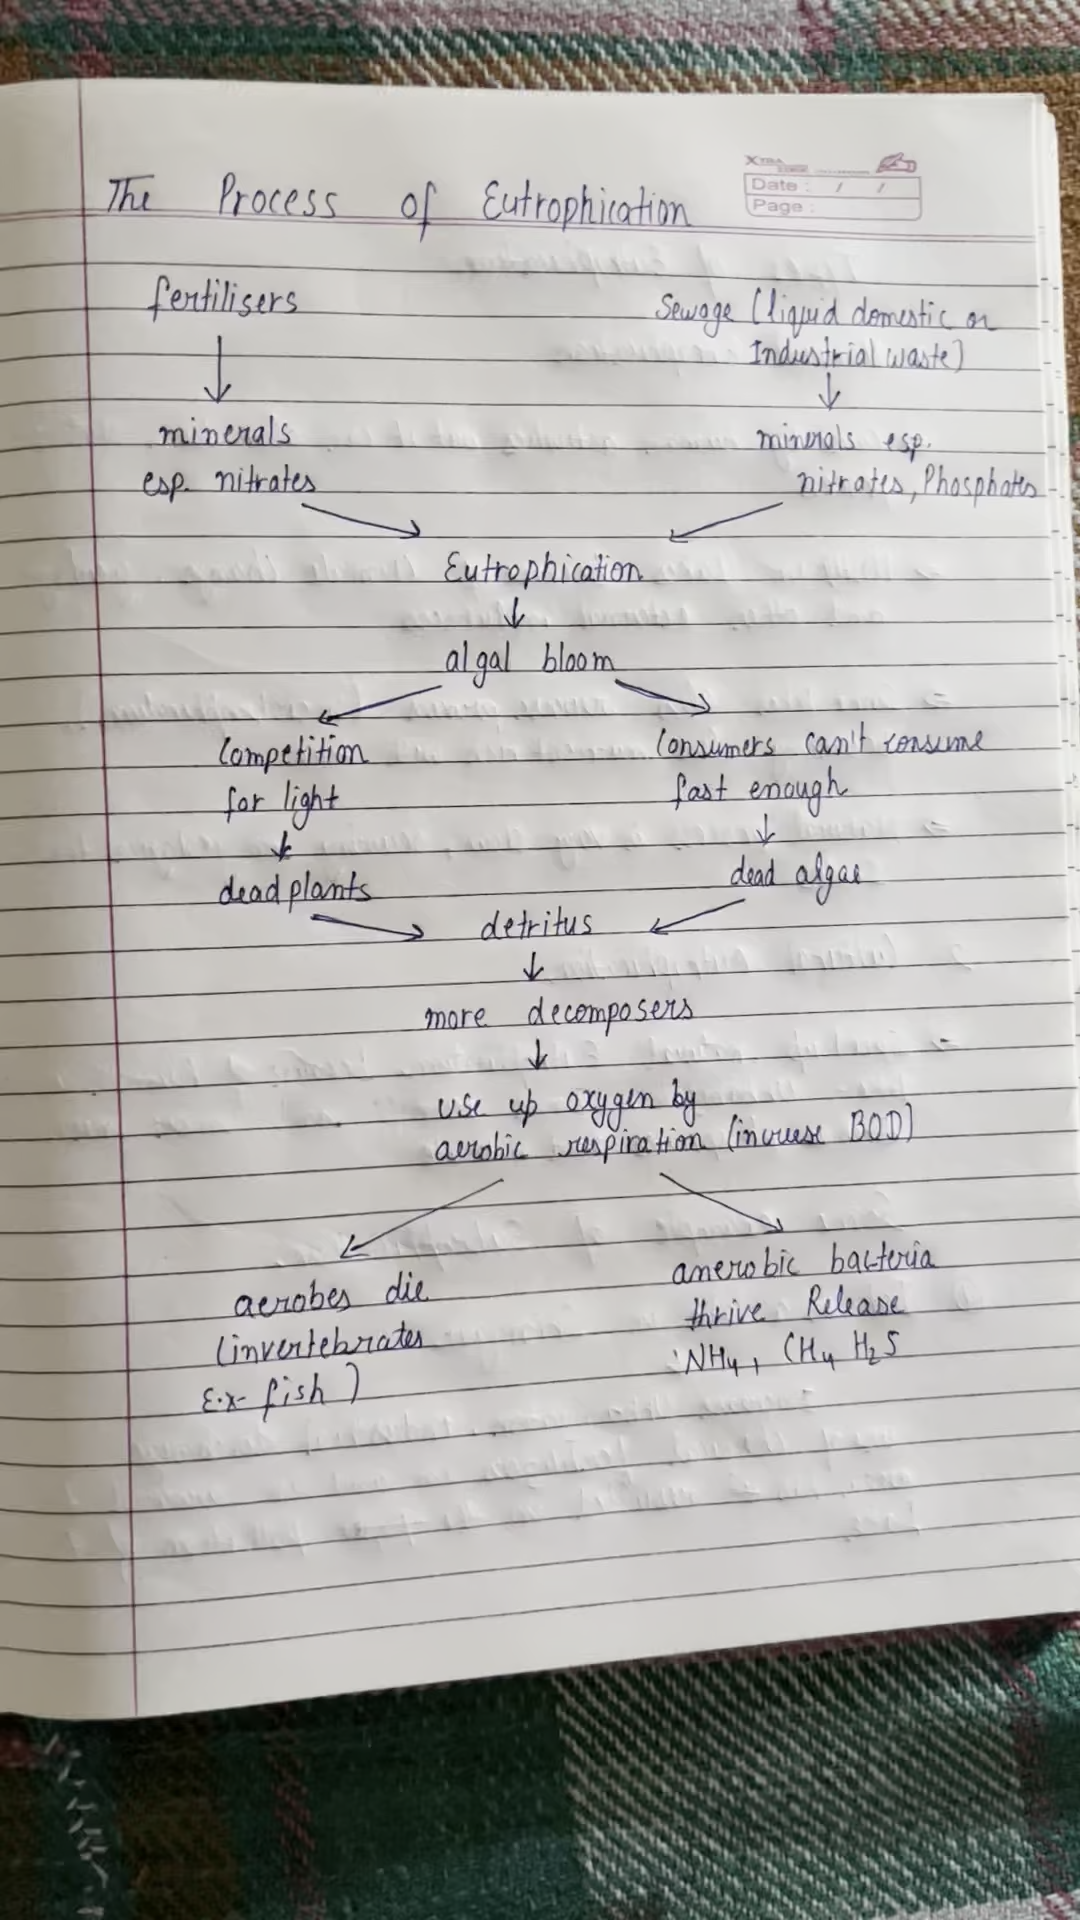 XTRA
Date : / /
Page :
The Process of Eutrophication
fertilisers
Sewage (liquid domestic or
Industrial waste)
minerals
esp. nitrates
minerals esp.
nitrates, Phosphates
Eutrophication
algal bloom
Competition
for light
Consumers can't consume
fast enough
dead plants
dead algae
detritus
more decomposers
use up oxygen by
aerobic respiration (increse BOD)
aerobes die
(invertebrates
Ex- fish)
anerobic bacteria
thrive Release
NH4, CH4 H2S